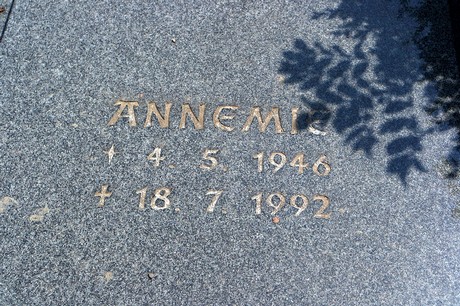 ANNEMIE
* 4. 5. 1946
† 18. 7. 1992